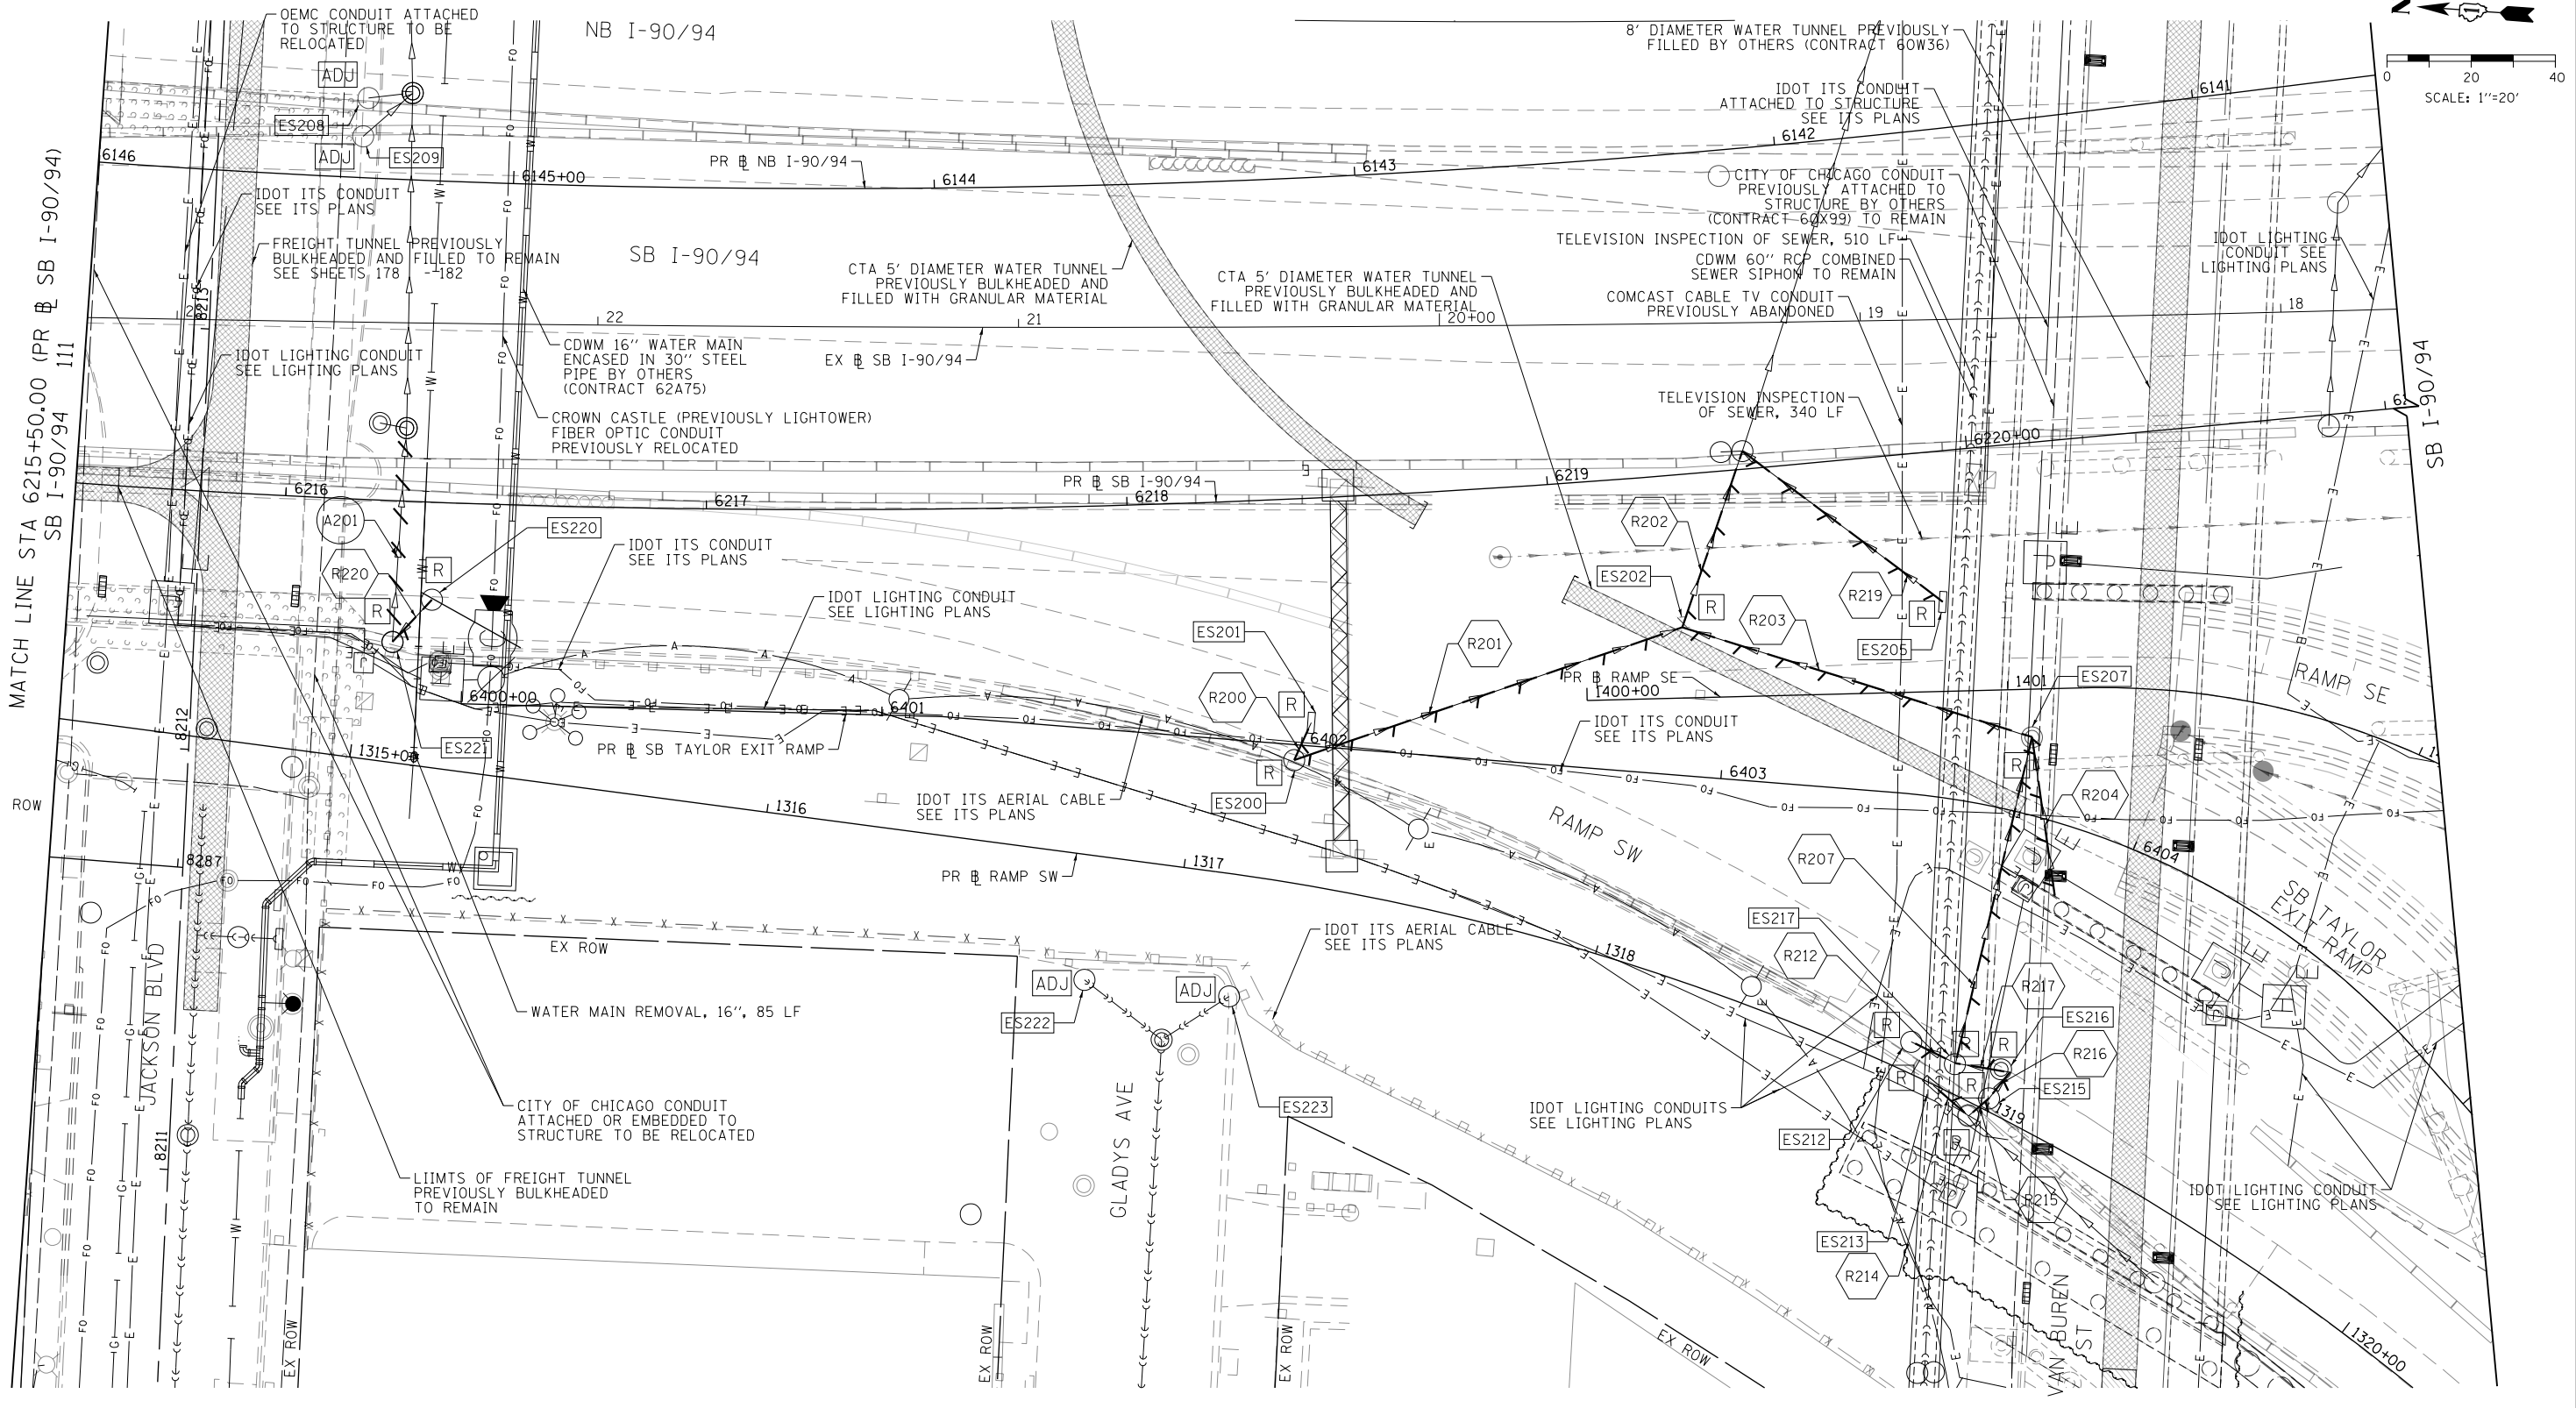 OEMC CONDUIT ATTACHED
TO STRUCTURE TO BE
RELOCATED
NB I-90/94
8' DIAMETER WATER TUNNEL PREVIOUSLY
FILLED BY OTHERS (CONTRACT 60W36)
0 20 40
SCALE: 1"=20'
ADJ
ES208
ADJ
ES209
IDOT ITS CONDUIT
ATTACHED TO STRUCTURE
SEE ITS PLANS
6141
6142
6143
6144
6145+00
6146
PR BL NB I-90/94
IDOT ITS CONDUIT
SEE ITS PLANS
CITY OF CHICAGO CONDUIT
PREVIOUSLY ATTACHED TO
STRUCTURE BY OTHERS
(CONTRACT 60X99) TO REMAIN
FREIGHT TUNNEL PREVIOUSLY
BULKHEADED AND FILLED TO REMAIN
SEE SHEETS 178 - 182
SB I-90/94
TELEVISION INSPECTION OF SEWER, 510 LF
CDWM 60" RCP COMBINED
SEWER SIPHON TO REMAIN
IDOT LIGHTING
CONDUIT SEE
LIGHTING PLANS
CTA 5' DIAMETER WATER TUNNEL
PREVIOUSLY BULKHEADED AND
FILLED WITH GRANULAR MATERIAL
CTA 5' DIAMETER WATER TUNNEL
PREVIOUSLY BULKHEADED AND
FILLED WITH GRANULAR MATERIAL
COMCAST CABLE TV CONDUIT
PREVIOUSLY ABANDONED
8213
22
21
20+00
19
18
MATCH LINE STA 6215+50.00 (PR BL SB I-90/94)
SB I-90/94 111
IDOT LIGHTING CONDUIT
SEE LIGHTING PLANS
CDWM 16" WATER MAIN
ENCASED IN 30" STEEL
PIPE BY OTHERS
(CONTRACT 62A75)
EX BL SB I-90/94
CROWN CASTLE (PREVIOUSLY LIGHTOWER)
FIBER OPTIC CONDUIT
PREVIOUSLY RELOCATED
TELEVISION INSPECTION
OF SEWER, 340 LF
SB I-90/94
6216
6217
6218
6219
6220+00
PR BL SB I-90/94
A201
ES220
R220
R
R
IDOT ITS CONDUIT
SEE ITS PLANS
IDOT LIGHTING CONDUIT
SEE LIGHTING PLANS
R202
ES202
R
R203
R219
R
ES205
ES201
R200
R
R201
PR BL RAMP SE
1400+00
1401
ES207
RAMP SE
8212
1315+00
6400+00
6401
6402
6403
6404
ES221
PR BL SB TAYLOR EXIT RAMP
IDOT ITS CONDUIT
SEE ITS PLANS
R
R
ES200
R204
ROW
1316
IDOT ITS AERIAL CABLE
SEE ITS PLANS
RAMP SW
8287
PR BL RAMP SW
1317
R207
SB TAYLOR
EXIT RAMP
EX ROW
IDOT ITS AERIAL CABLE
SEE ITS PLANS
1318
ES217
R212
R217
JACKSON BLVD
ADJ
ADJ
ES222
WATER MAIN REMOVAL, 16", 85 LF
R
R
R
ES216
R216
R
R
ES215
GLADYS AVE
CITY OF CHICAGO CONDUIT
ATTACHED OR EMBEDDED TO
STRUCTURE TO BE RELOCATED
ES223
IDOT LIGHTING CONDUITS
SEE LIGHTING PLANS
1319
ES212
8211
LIIMTS OF FREIGHT TUNNEL
PREVIOUSLY BULKHEADED
TO REMAIN
R215
IDOT LIGHTING CONDUIT
SEE LIGHTING PLANS
ES213
R214
EX ROW
EX ROW
EX ROW
EX ROW
VAN BUREN
ST
1320+00